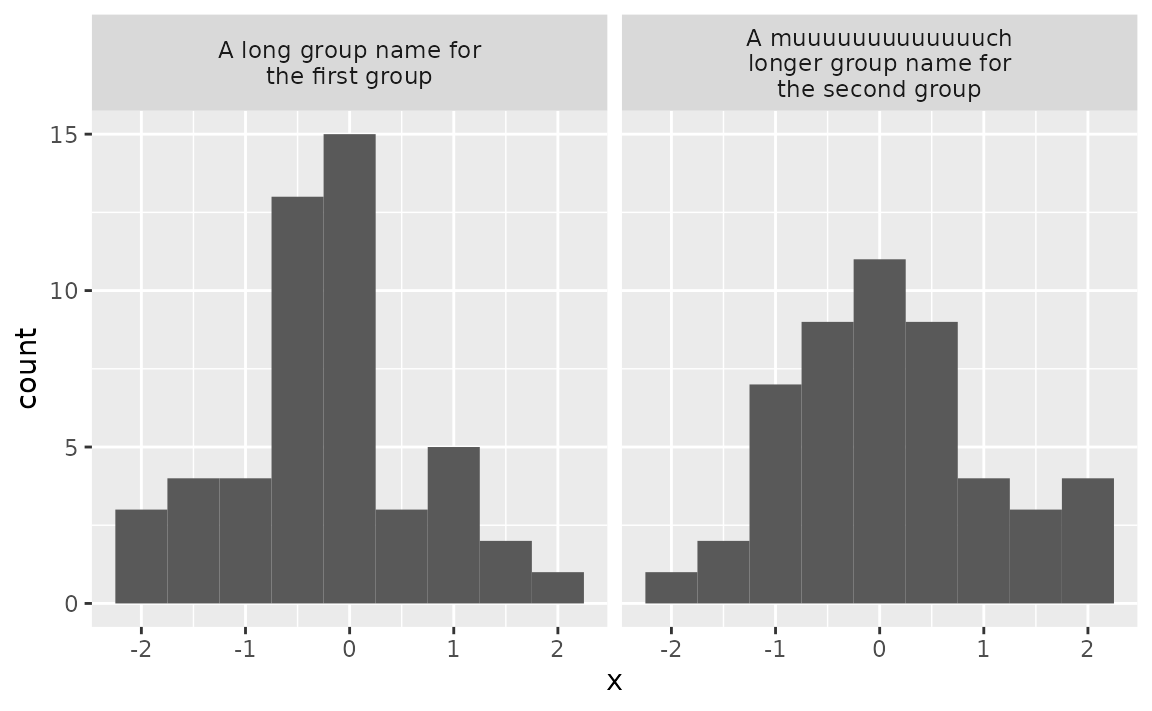 A long group name for
the first group
A muuuuuuuuuuuuuch
longer group name for
the second group
15
10
5
0
count
-2 -1 0 1 2
-2 -1 0 1 2
x